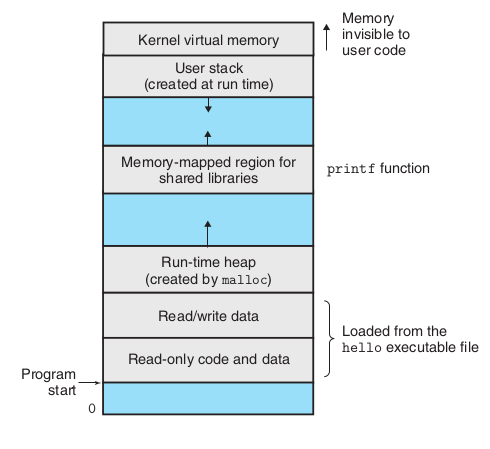 Kernel virtual memory
Memory
invisible to
user code
User stack
(created at run time)
Memory-mapped region for
shared libraries
printf function
Run-time heap
(created by malloc)
Read/write data
Loaded from the
hello executable file
Read-only code and data
Program
start
0